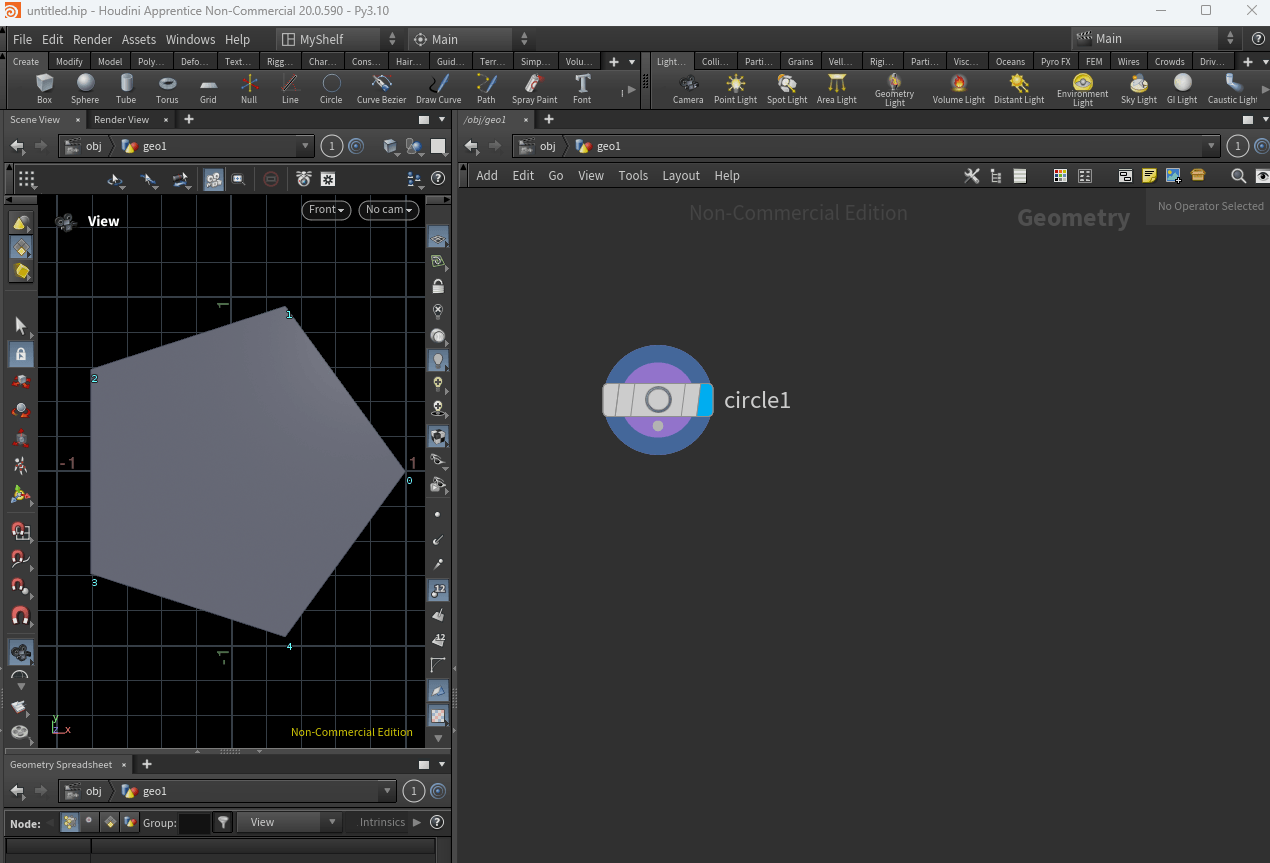 untitled.hip - Houdini Apprentice Non-Commercial 20.0.590 - Py3.10
File Edit Render Assets Windows Help MyShelf Main Main
Create Modify Model Poly... Defo... Text... Rigg... Char... Cons... Hair... Guid... Terr... Simp... Volu...
Box Sphere Tube Torus Grid Null Line Circle Curve Bezier Draw Curve Path Spray Paint Font
Light... Colli... Parti... Grains Vell... Rigi... Parti... Visc... Oceans Pyro FX FEM Wires Crowds Driv...
Camera Point Light Spot Light Area Light Geometry Light Volume Light Distant Light Environment Light Sky Light GI Light Caustic Light
Scene View Render View
obj geo1 1
View
Front No cam
1
1
2
-1
1
0
3
4
-1
12
12
y
z x
Non-Commercial Edition
Geometry Spreadsheet
obj geo1 1
Node: Group: View Intrinsics
/obj/geo1
obj geo1 1
Add Edit Go View Tools Layout Help
Non-Commercial Edition
Geometry
No Operator Selected
circle1